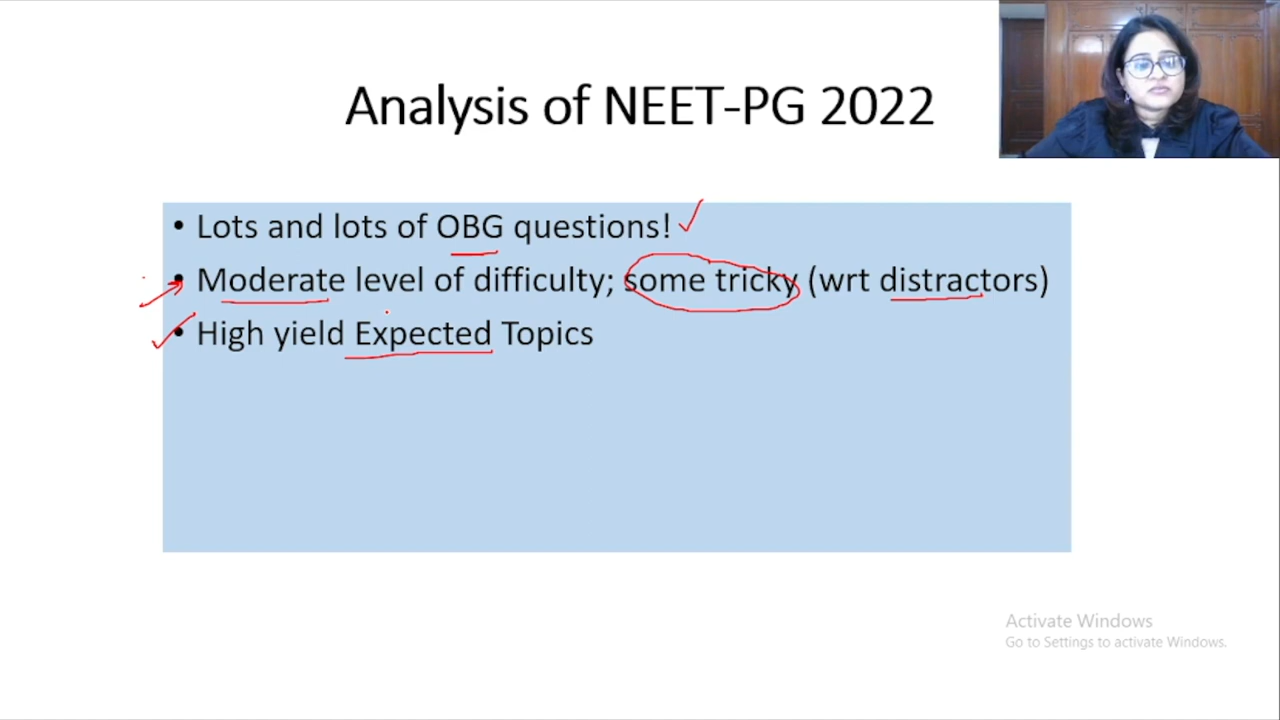 Analysis of NEET-PG 2022
• Lots and lots of OBG questions!
• Moderate level of difficulty; some tricky (wrt distractors)
• High yield Expected Topics
Activate Windows
Go to Settings to activate Windows.